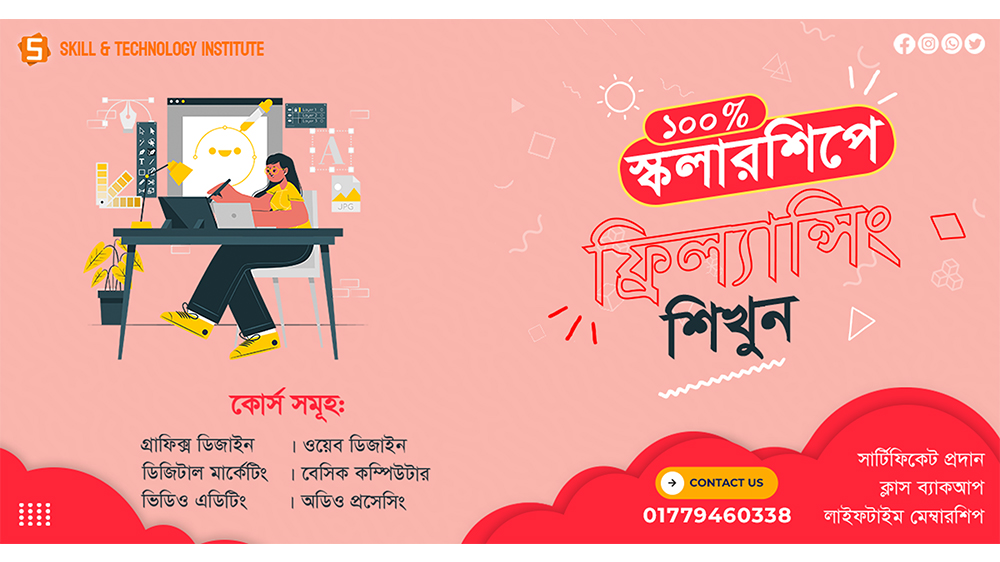 SKILL & TECHNOLOGY INSTITUTE
১০০%
স্কলারশিপে
ফ্রিল্যান্সিং
শিখুন
A
JPG
কোর্স সমূহ:
গ্রাফিক্স ডিজাইন | ওয়েব ডিজাইন
ডিজিটাল মার্কেটিং | বেসিক কম্পিউটার
ভিডিও এডিটিং | অডিও প্রসেসিং
CONTACT US
01779460338
সার্টিফিকেট প্রদান
ক্লাস ব্যাকআপ
লাইফটাইম মেম্বারশিপ